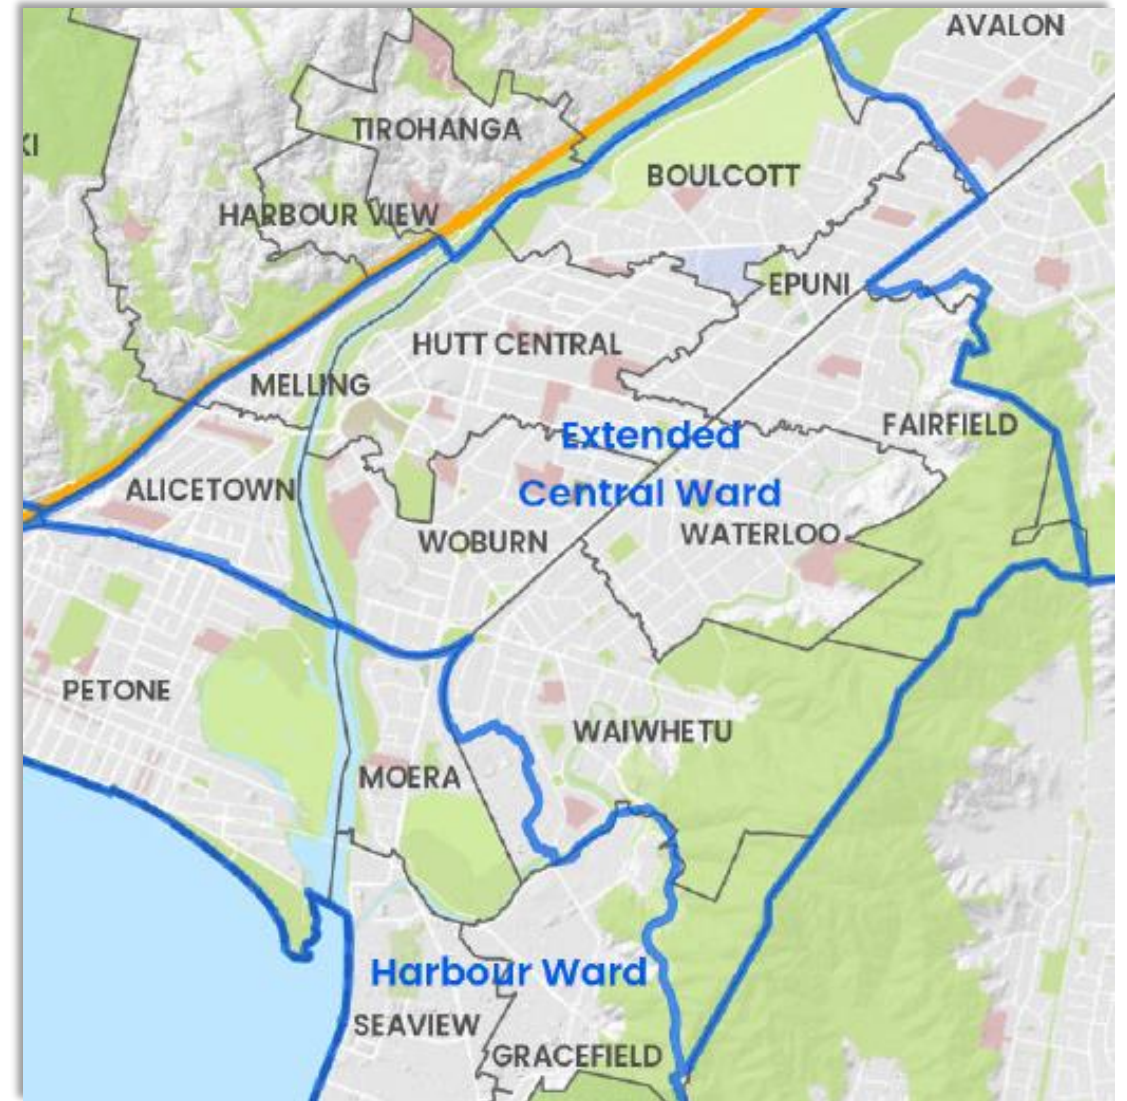 AVALON
TIROHANGA
KI
BOULCOTT
HARBOUR VIEW
EPUNI
HUTT CENTRAL
MELLING
FAIRFIELD
Extended
Central Ward
ALICETOWN
WOBURN
WATERLOO
PETONE
WAIWHETU
MOERA
Harbour Ward
SEAVIEW
GRACEFIELD